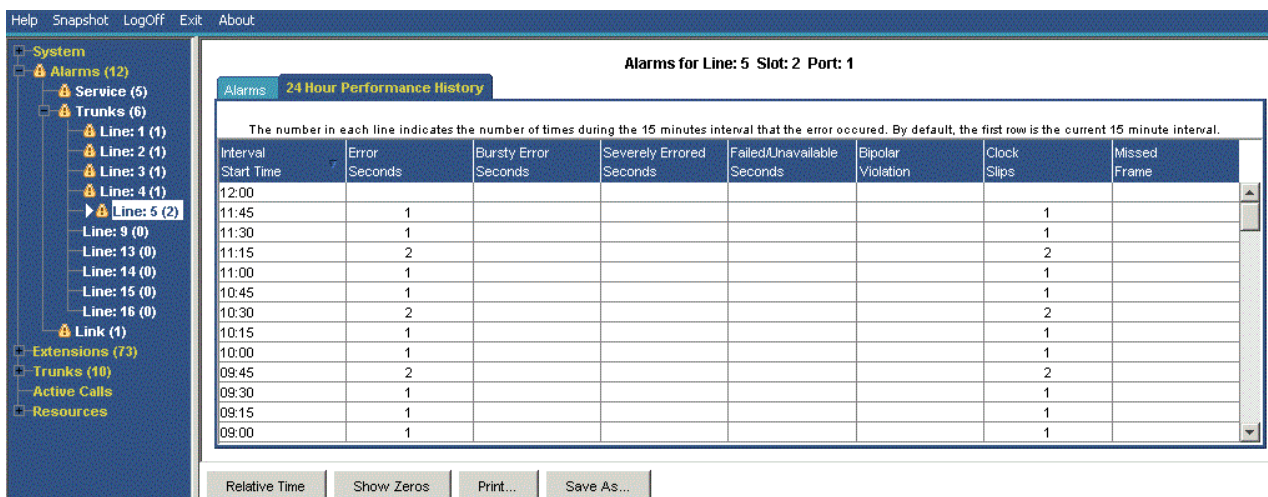 Help Snapshot LogOff Exit About
System
Alarms (12)
Service (5)
Trunks (6)
Line: 1 (1)
Line: 2 (1)
Line: 3 (1)
Line: 4 (1)
Line: 5 (2)
Line: 9 (0)
Line: 13 (0)
Line: 14 (0)
Line: 15 (0)
Line: 16 (0)
Link (1)
Extensions (73)
Trunks (10)
Active Calls
Resources
Alarms for Line: 5 Slot: 2 Port: 1
Alarms 24 Hour Performance History
The number in each line indicates the number of times during the 15 minutes interval that the error occured. By default, the first row is the current 15 minute interval.
Interval Start Time Error Seconds Bursty Error Seconds Severely Errored Seconds Failed/Unavailable Seconds Bipolar Violation Clock Slips Missed Frame
12:00
11:45 1 1
11:30 1 1
11:15 2 2
11:00 1 1
10:45 1 1
10:30 2 2
10:15 1 1
10:00 1 1
09:45 2 2
09:30 1 1
09:15 1 1
09:00 1 1
Relative Time Show Zeros Print... Save As...